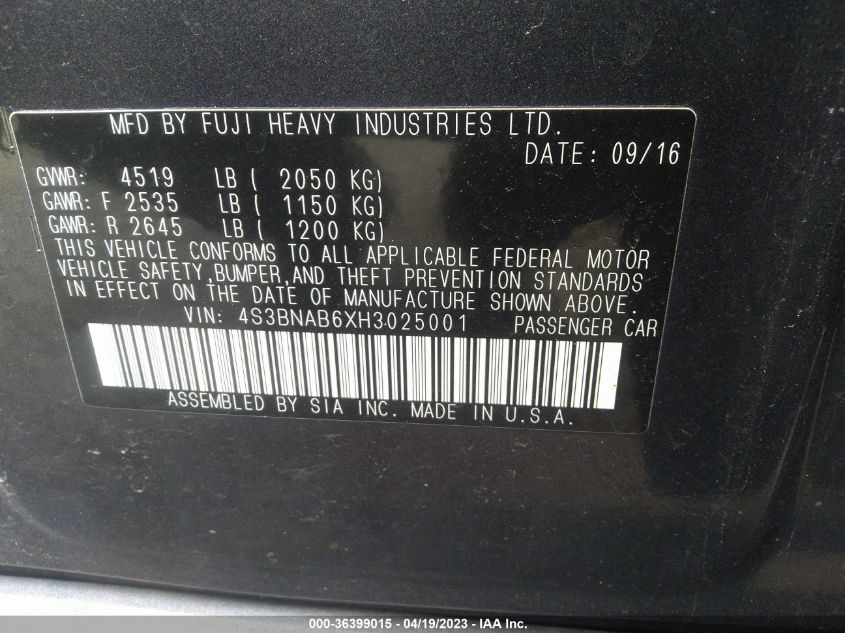 MFD BY FUJI HEAVY INDUSTRIES LTD.
DATE: 09/16
GVWR: 4519 LB ( 2050 KG)
GAWR: F 2535 LB ( 1150 KG)
GAWR: R 2645 LB ( 1200 KG)
THIS VEHICLE CONFORMS TO ALL APPLICABLE FEDERAL MOTOR
VEHICLE SAFETY,BUMPER,AND THEFT PREVENTION STANDARDS
IN EFFECT ON THE DATE OF MANUFACTURE SHOWN ABOVE.
VIN: 4S3BNAB6XH3025001 PASSENGER CAR
ASSEMBLED BY SIA INC. MADE IN U.S.A.
000-36399015 - 04/19/2023 - IAA Inc.